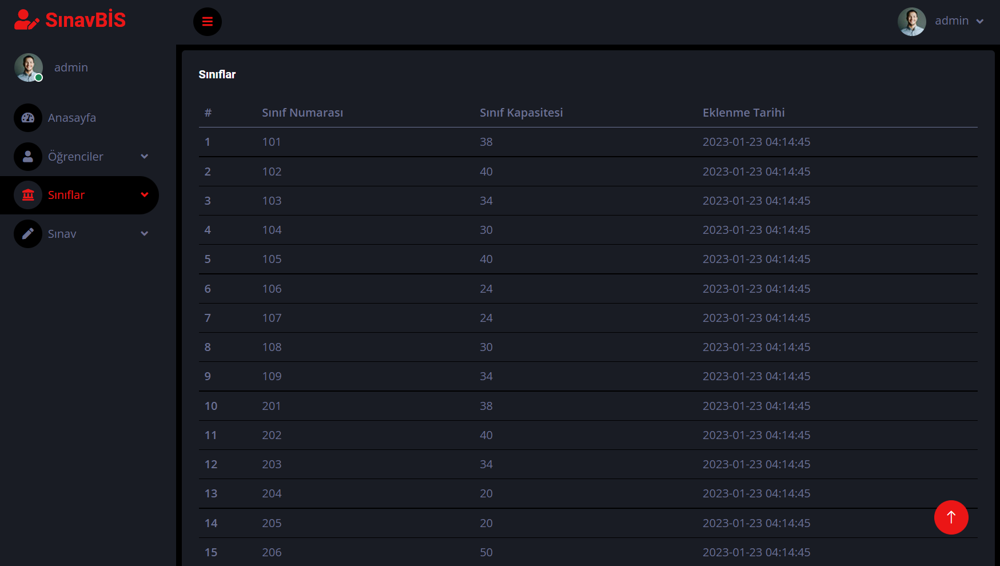 SınavBİS
admin
admin
Anasayfa
Öğrenciler
Sınıflar
Sınav
Sınıflar
# Sınıf Numarası Sınıf Kapasitesi Eklenme Tarihi
1 101 38 2023-01-23 04:14:45
2 102 40 2023-01-23 04:14:45
3 103 34 2023-01-23 04:14:45
4 104 30 2023-01-23 04:14:45
5 105 40 2023-01-23 04:14:45
6 106 24 2023-01-23 04:14:45
7 107 24 2023-01-23 04:14:45
8 108 30 2023-01-23 04:14:45
9 109 34 2023-01-23 04:14:45
10 201 38 2023-01-23 04:14:45
11 202 40 2023-01-23 04:14:45
12 203 34 2023-01-23 04:14:45
13 204 20 2023-01-23 04:14:45
14 205 20 2023-01-23 04:14:45
15 206 50 2023-01-23 04:14:45